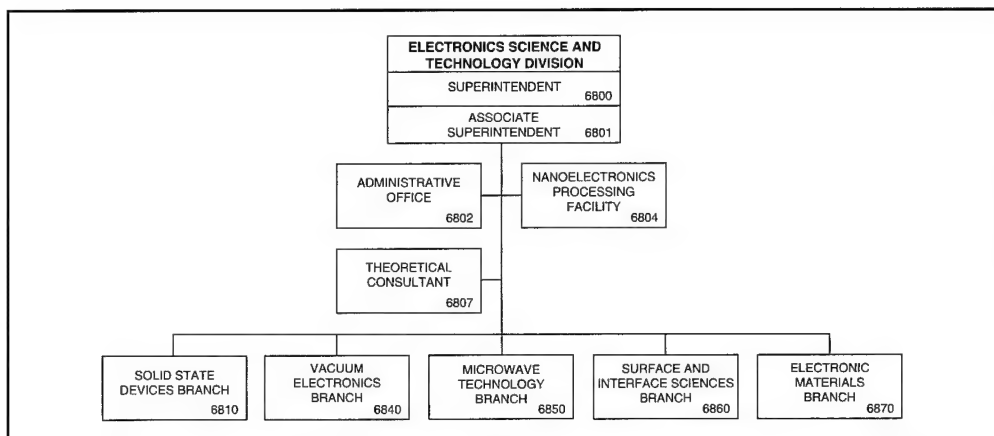 ELECTRONICS SCIENCE AND
TECHNOLOGY DIVISION
SUPERINTENDENT
6800
ASSOCIATE
SUPERINTENDENT
6801
ADMINISTRATIVE
OFFICE
6802
NANOELECTRONICS
PROCESSING
FACILITY
6804
THEORETICAL
CONSULTANT
6807
SOLID STATE
DEVICES BRANCH
6810
VACUUM
ELECTRONICS
BRANCH
6840
MICROWAVE
TECHNOLOGY
BRANCH
6850
SURFACE AND
INTERFACE SCIENCES
BRANCH
6860
ELECTRONIC
MATERIALS
BRANCH
6870